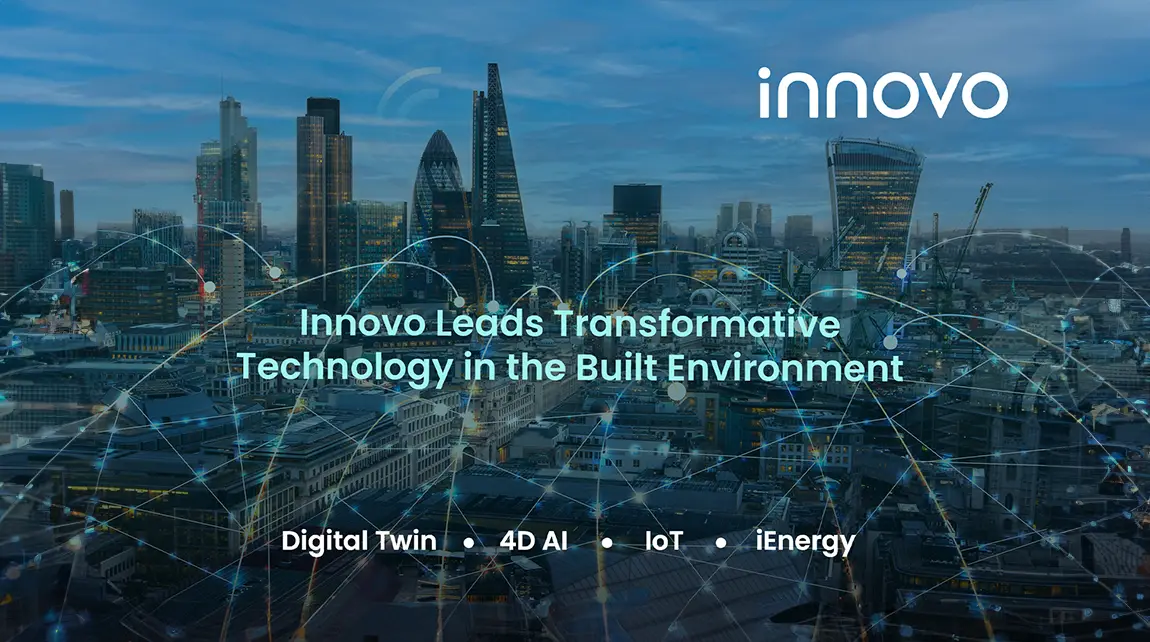 innovo
Innovo Leads Transformative
Technology in the Built Environment
Digital Twin • 4D AI • IoT • iEnergy